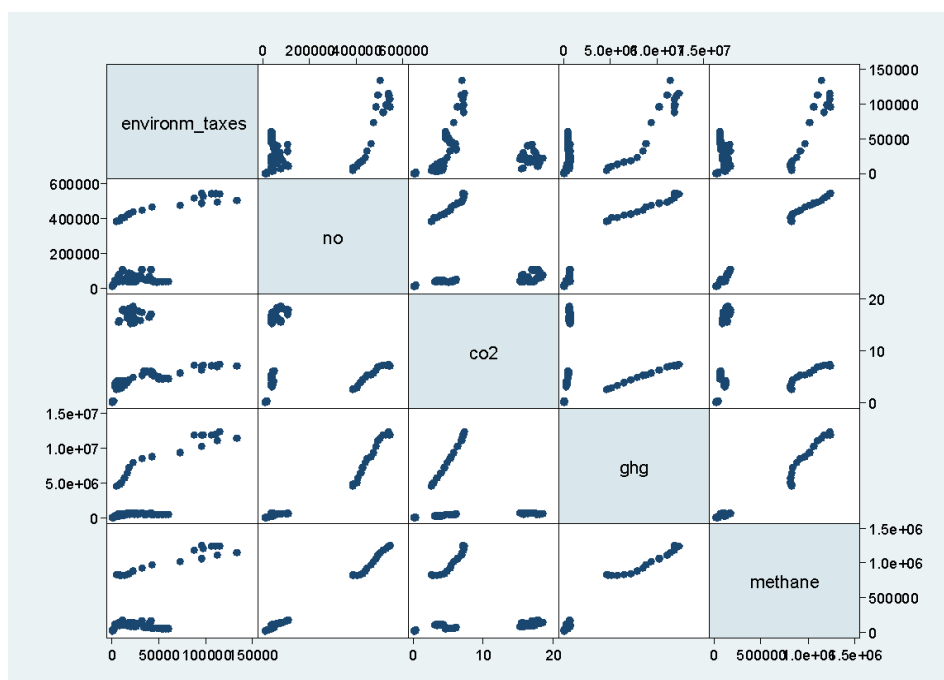 0 200000400000600000 0 5.0e+06 1.0e+07 1.5e+07
environm_taxes
150000
100000
50000
0
600000
400000
200000
0
no
20
10
0
co2
1.5e+07
1.0e+07
5.0e+06
0
ghg
1.5e+06
1.0e+06
500000
0
methane
0 50000 100000 150000 0 10 20 0 500000 1.0e+06 1.5e+06